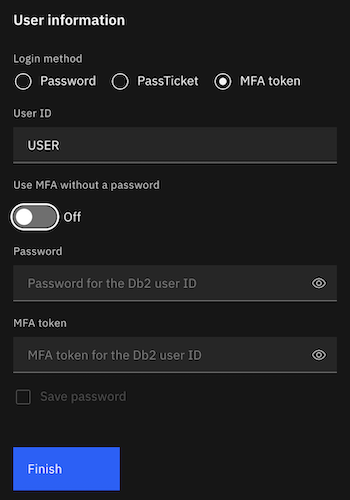 User information
Login method
Password PassTicket MFA token
User ID
USER
Use MFA without a password
Off
Password
Password for the Db2 user ID
MFA token
MFA token for the Db2 user ID
Save password
Finish